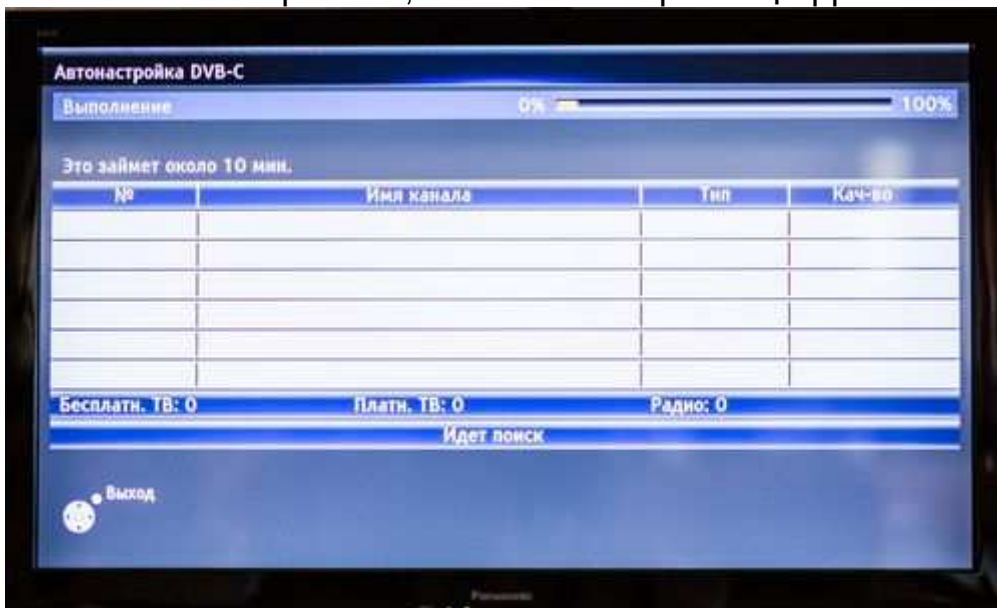 Автонастройка DVB-C
Выполнение 0% 100%
Это займет около 10 мин.
№ Имя канала Тип Кач-во
Бесплатн. ТВ: 0 Платн. ТВ: 0 Радио: 0
Идет поиск
Выход
Panasonic